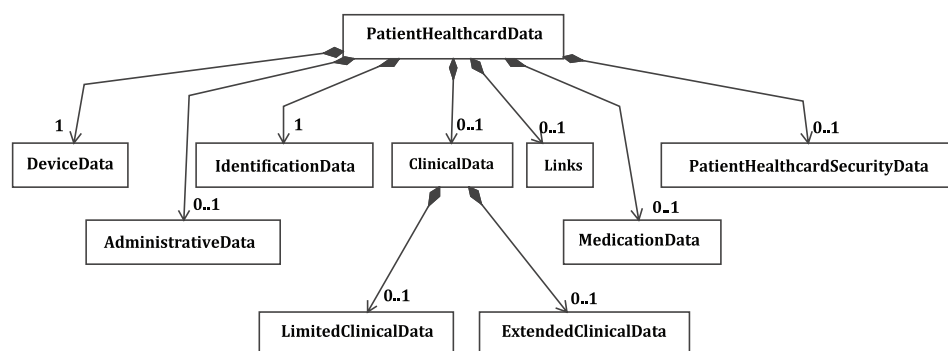 PatientHealthcardData
1
1
0..1
0..1
0..1
DeviceData
IdentificationData
ClinicalData
Links
PatientHealthcardSecurityData
0..1
0..1
AdministrativeData
MedicationData
0..1
0..1
LimitedClinicalData
ExtendedClinicalData